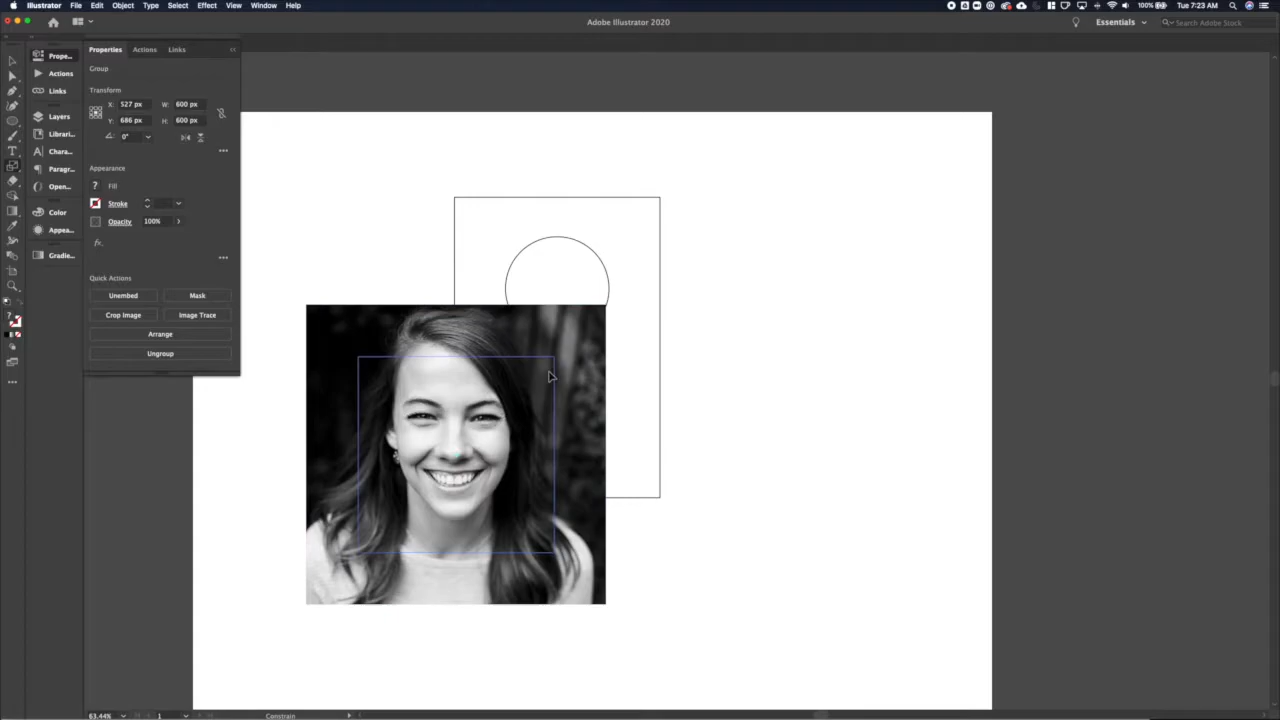 Illustrator File Edit Object Type Select Effect View Window Help
100% Tue 7:23 AM
Adobe Illustrator 2020
Essentials
Search Adobe Stock
Properties Actions Links
Prope...
Actions
Links
Layers
Librari...
Chara...
Paragr...
Open...
Color
Appea...
Gradie...
Group
Transform
X: 527 px W: 600 px
Y: 686 px H: 600 px
0°
Appearance
? Fill
Stroke
Opacity 100%
fx.
Quick Actions
Unembed Mask
Crop Image Image Trace
Arrange
Ungroup
63.44% 1 Constrain